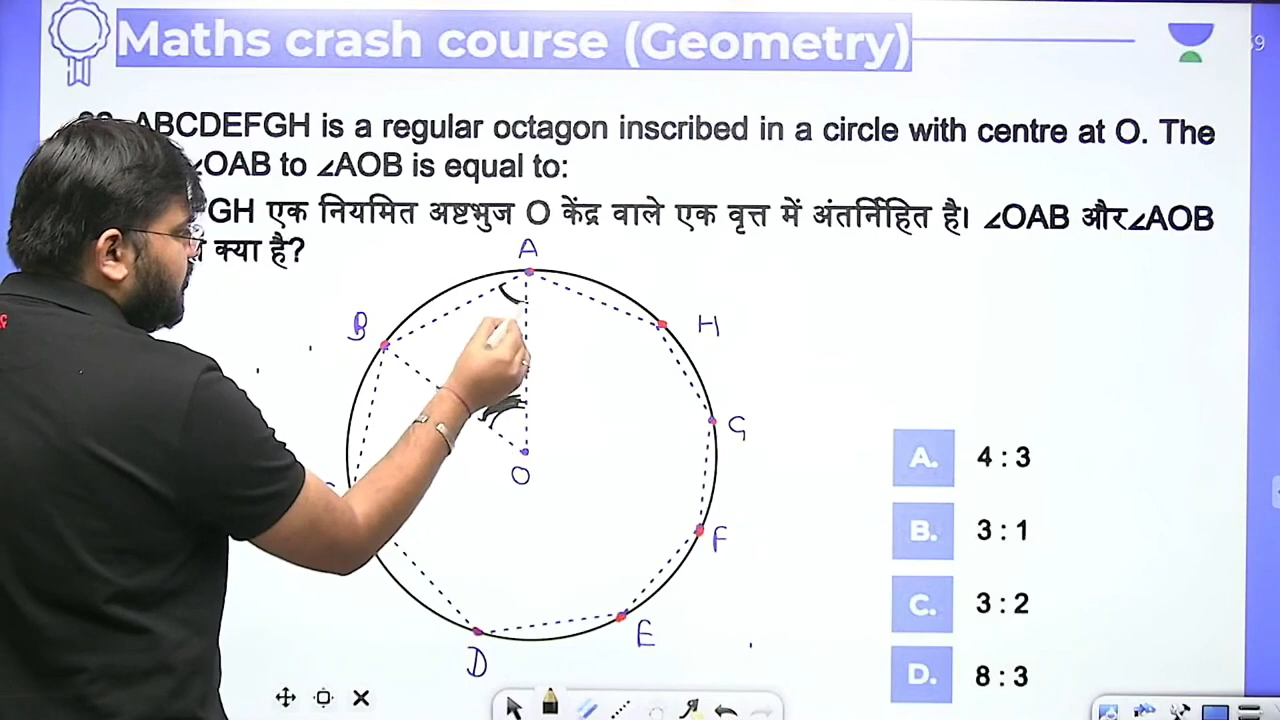 Maths crash course (Geometry)
ABCDEFGH is a regular octagon inscribed in a circle with centre at O. The
∠OAB to ∠AOB is equal to:
FGH एक नियमित अष्टभुज O केंद्र वाले एक वृत्त में अंतर्निहित है। ∠OAB और∠AOB
क्या है?
A
B
H
G
O
F
E
D
A. 4 : 3
B. 3 : 1
C. 3 : 2
D. 8 : 3